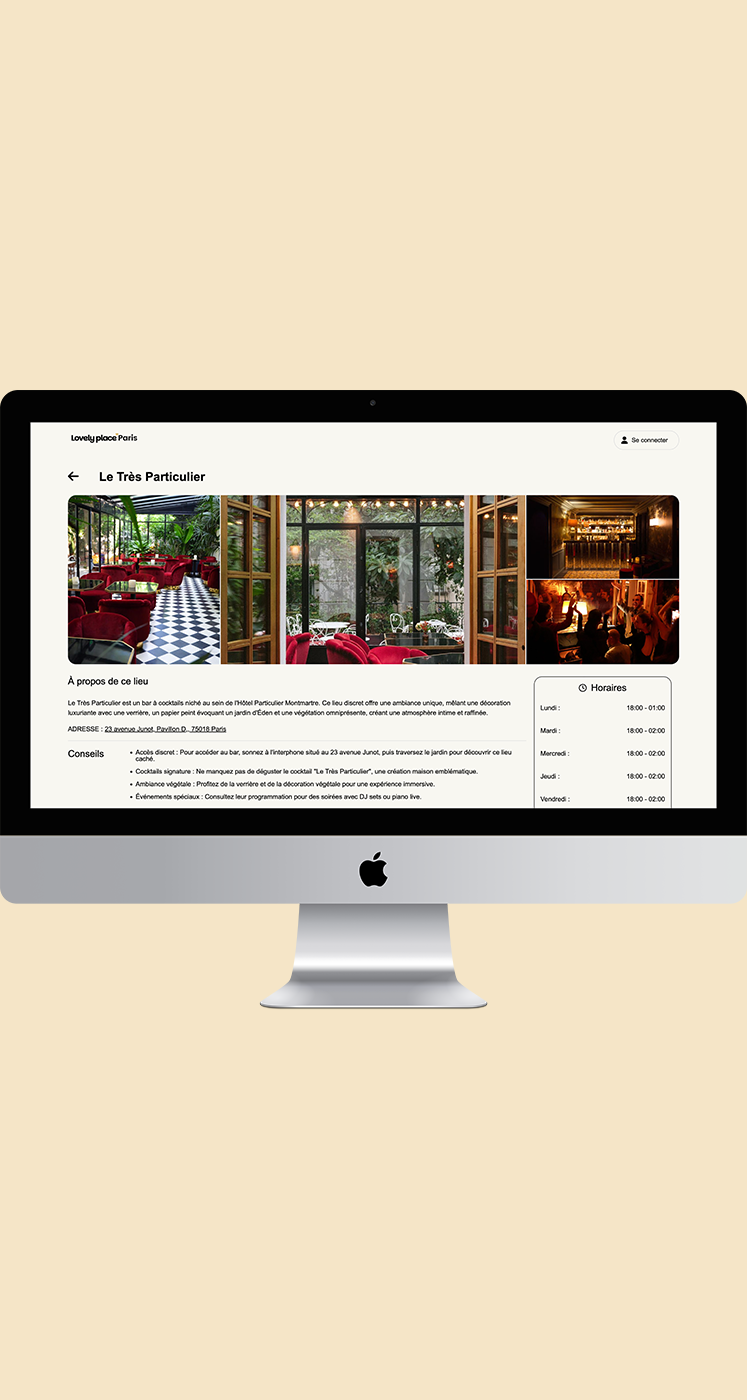 Lovely place Paris
Se connecter
Le Très Particulier
À propos de ce lieu
Le Très Particulier est un bar à cocktails niché au sein de l'Hôtel Particulier Montmartre. Ce lieu discret offre une ambiance unique, mêlant une décoration
luxuriante avec une verrière, un papier peint évoquant un jardin d'Éden et une végétation omniprésente, créant une atmosphère intime et raffinée.
ADRESSE : 23 avenue Junot, Pavillon D,, 75018 Paris
Conseils
• Accès discret : Pour accéder au bar, sonnez à l'interphone situé au 23 avenue Junot, puis traversez le jardin pour découvrir ce lieu
caché.
• Cocktails signature : Ne manquez pas de déguster le cocktail "Le Très Particulier", une création maison emblématique.
• Ambiance végétale : Profitez de la verrière et de la décoration végétale pour une expérience immersive.
• Événements spéciaux : Consultez leur programmation pour des soirées avec DJ sets ou piano live.
Horaires
Lundi : 18:00 - 01:00
Mardi : 18:00 - 02:00
Mercredi : 18:00 - 02:00
Jeudi : 18:00 - 02:00
Vendredi : 18:00 - 02:00